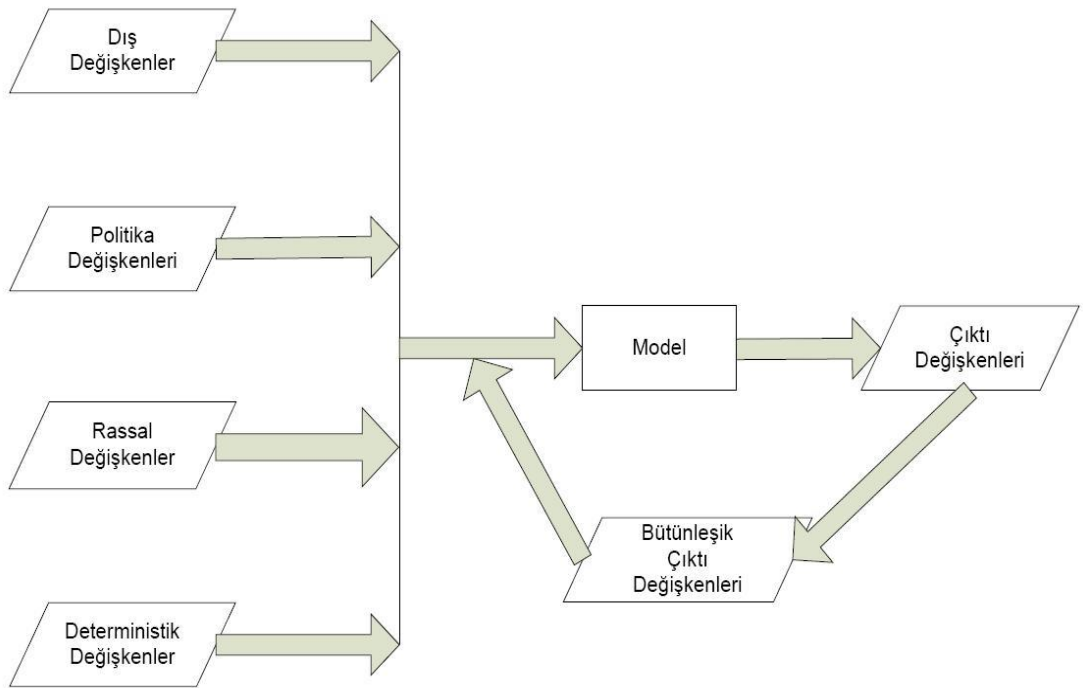 Dış
Değişkenler
Politika
Değişkenleri
Rassal
Değişkenler
Deterministik
Değişkenler
Model
Çıktı
Değişkenleri
Bütünleşik
Çıktı
Değişkenleri